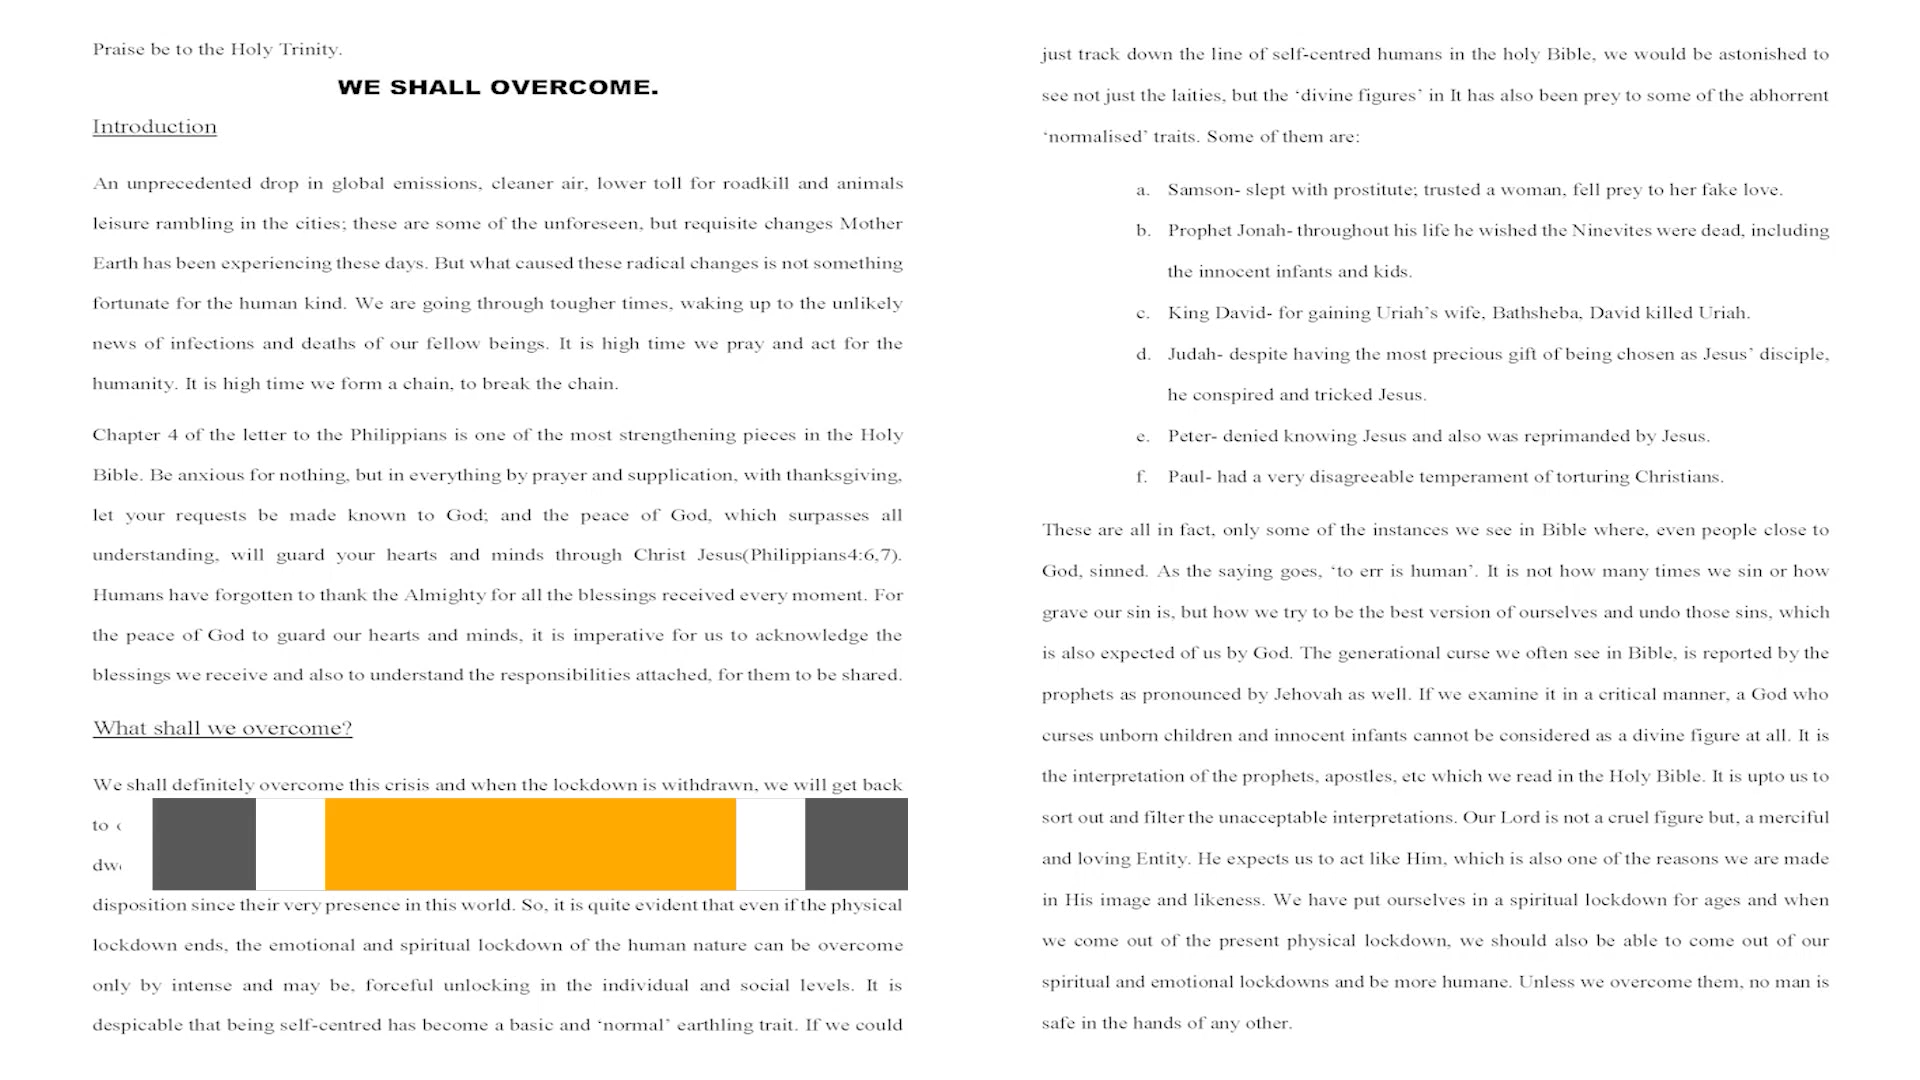 Praise be to the Holy Trinity.
WE SHALL OVERCOME.
Introduction
An unprecedented drop in global emissions, cleaner air, lower toll for roadkill and animals
leisure rambling in the cities; these are some of the unforeseen, but requisite changes Mother
Earth has been experiencing these days. But what caused these radical changes is not something
fortunate for the human kind. We are going through tougher times, waking up to the unlikely
news of infections and deaths of our fellow beings. It is high time we pray and act for the
humanity. It is high time we form a chain, to break the chain.
Chapter 4 of the letter to the Philippians is one of the most strengthening pieces in the Holy
Bible. Be anxious for nothing, but in everything by prayer and supplication, with thanksgiving,
let your requests be made known to God; and the peace of God, which surpasses all
understanding, will guard your hearts and minds through Christ Jesus(Philippians4:6,7).
Humans have forgotten to thank the Almighty for all the blessings received every moment. For
the peace of God to guard our hearts and minds, it is imperative for us to acknowledge the
blessings we receive and also to understand the responsibilities attached, for them to be shared.
What shall we overcome?
We shall definitely overcome this crisis and when the lockdown is withdrawn, we will get back
to
disposition since their very presence in this world. So, it is quite evident that even if the physical
lockdown ends, the emotional and spiritual lockdown of the human nature can be overcome
only by intense and may be, forceful unlocking in the individual and social levels. It is
despicable that being self-centred has become a basic and ‘normal’ earthling trait. If we could
just track down the line of self-centred humans in the holy Bible, we would be astonished to
see not just the laities, but the ‘divine figures’ in It has also been prey to some of the abhorrent
‘normalised’ traits. Some of them are:
a. Samson- slept with prostitute; trusted a woman, fell prey to her fake love.
b. Prophet Jonah- throughout his life he wished the Ninevites were dead, including
the innocent infants and kids.
c. King David- for gaining Uriah’s wife, Bathsheba, David killed Uriah.
d. Judah- despite having the most precious gift of being chosen as Jesus’ disciple,
he conspired and tricked Jesus.
e. Peter- denied knowing Jesus and also was reprimanded by Jesus.
f. Paul- had a very disagreeable temperament of torturing Christians.
These are all in fact, only some of the instances we see in Bible where, even people close to
God, sinned. As the saying goes, ‘to err is human’. It is not how many times we sin or how
grave our sin is, but how we try to be the best version of ourselves and undo those sins, which
is also expected of us by God. The generational curse we often see in Bible, is reported by the
prophets as pronounced by Jehovah as well. If we examine it in a critical manner, a God who
curses unborn children and innocent infants cannot be considered as a divine figure at all. It is
the interpretation of the prophets, apostles, etc which we read in the Holy Bible. It is upto us to
sort out and filter the unacceptable interpretations. Our Lord is not a cruel figure but, a merciful
and loving Entity. He expects us to act like Him, which is also one of the reasons we are made
in His image and likeness. We have put ourselves in a spiritual lockdown for ages and when
we come out of the present physical lockdown, we should also be able to come out of our
spiritual and emotional lockdowns and be more humane. Unless we overcome them, no man is
safe in the hands of any other.